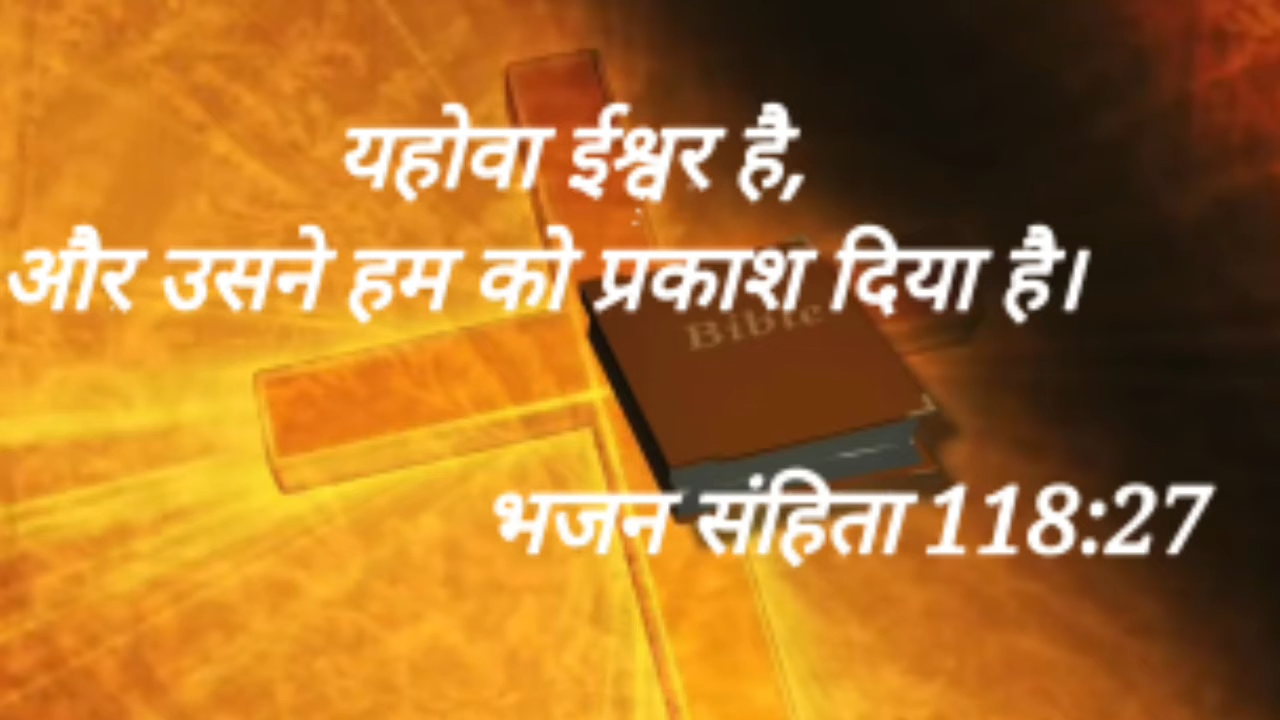 यहोवा ईश्वर है,
और उसने हम को प्रकाश दिया है।
Bible
भजन संहिता 118:27